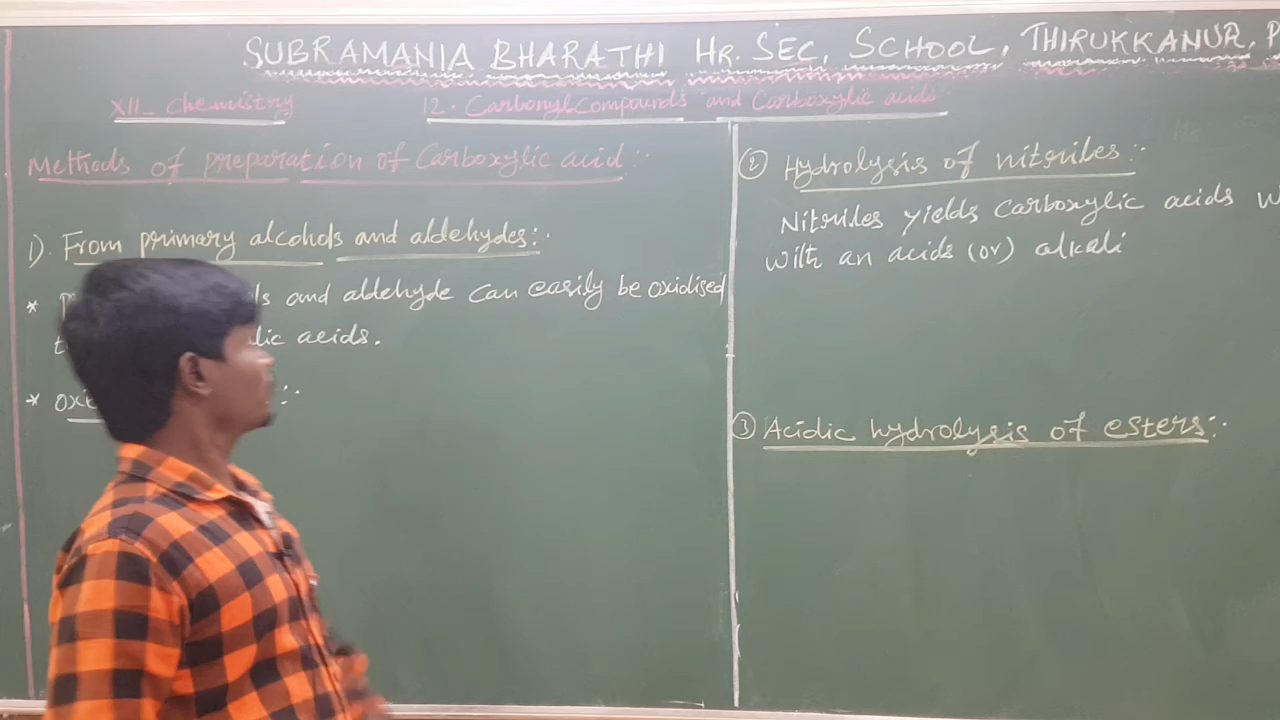 SUBRAMANIA BHARATHI HR. SEC. SCHOOL, THIRUKKANUR, P
XII - Chemistry
12. Carbonyl Compounds and Carboxylic acids
Methods of preparation of Carboxylic acid :-
1). From primary alcohols and aldehydes :-
* ls and aldehyde can easily be oxidised
lic acids.
* oxi :-
② Hydrolysis of nitriles :-
Nitriles yields carboxylic acids w
with an acids (or) alkali
③ Acidic hydrolysis of esters :-